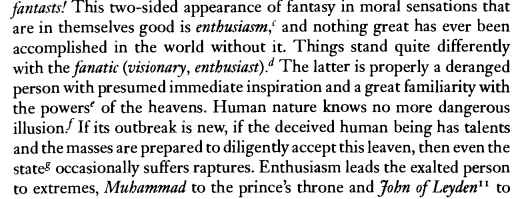 fantasts! This two-sided appearance of fantasy in moral sensations that
are in themselves good is enthusiasm,ᶜ and nothing great has ever been
accomplished in the world without it. Things stand quite differently
with the fanatic (visionary, enthusiast).ᵈ The latter is properly a deranged
person with presumed immediate inspiration and a great familiarity with
the powersᵉ of the heavens. Human nature knows no more dangerous
illusion.ᶠ If its outbreak is new, if the deceived human being has talents
and the masses are prepared to diligently accept this leaven, then even the
stateᵍ occasionally suffers raptures. Enthusiasm leads the exalted person
to extremes, Muhammad to the prince's throne and John of Leyden¹¹ to